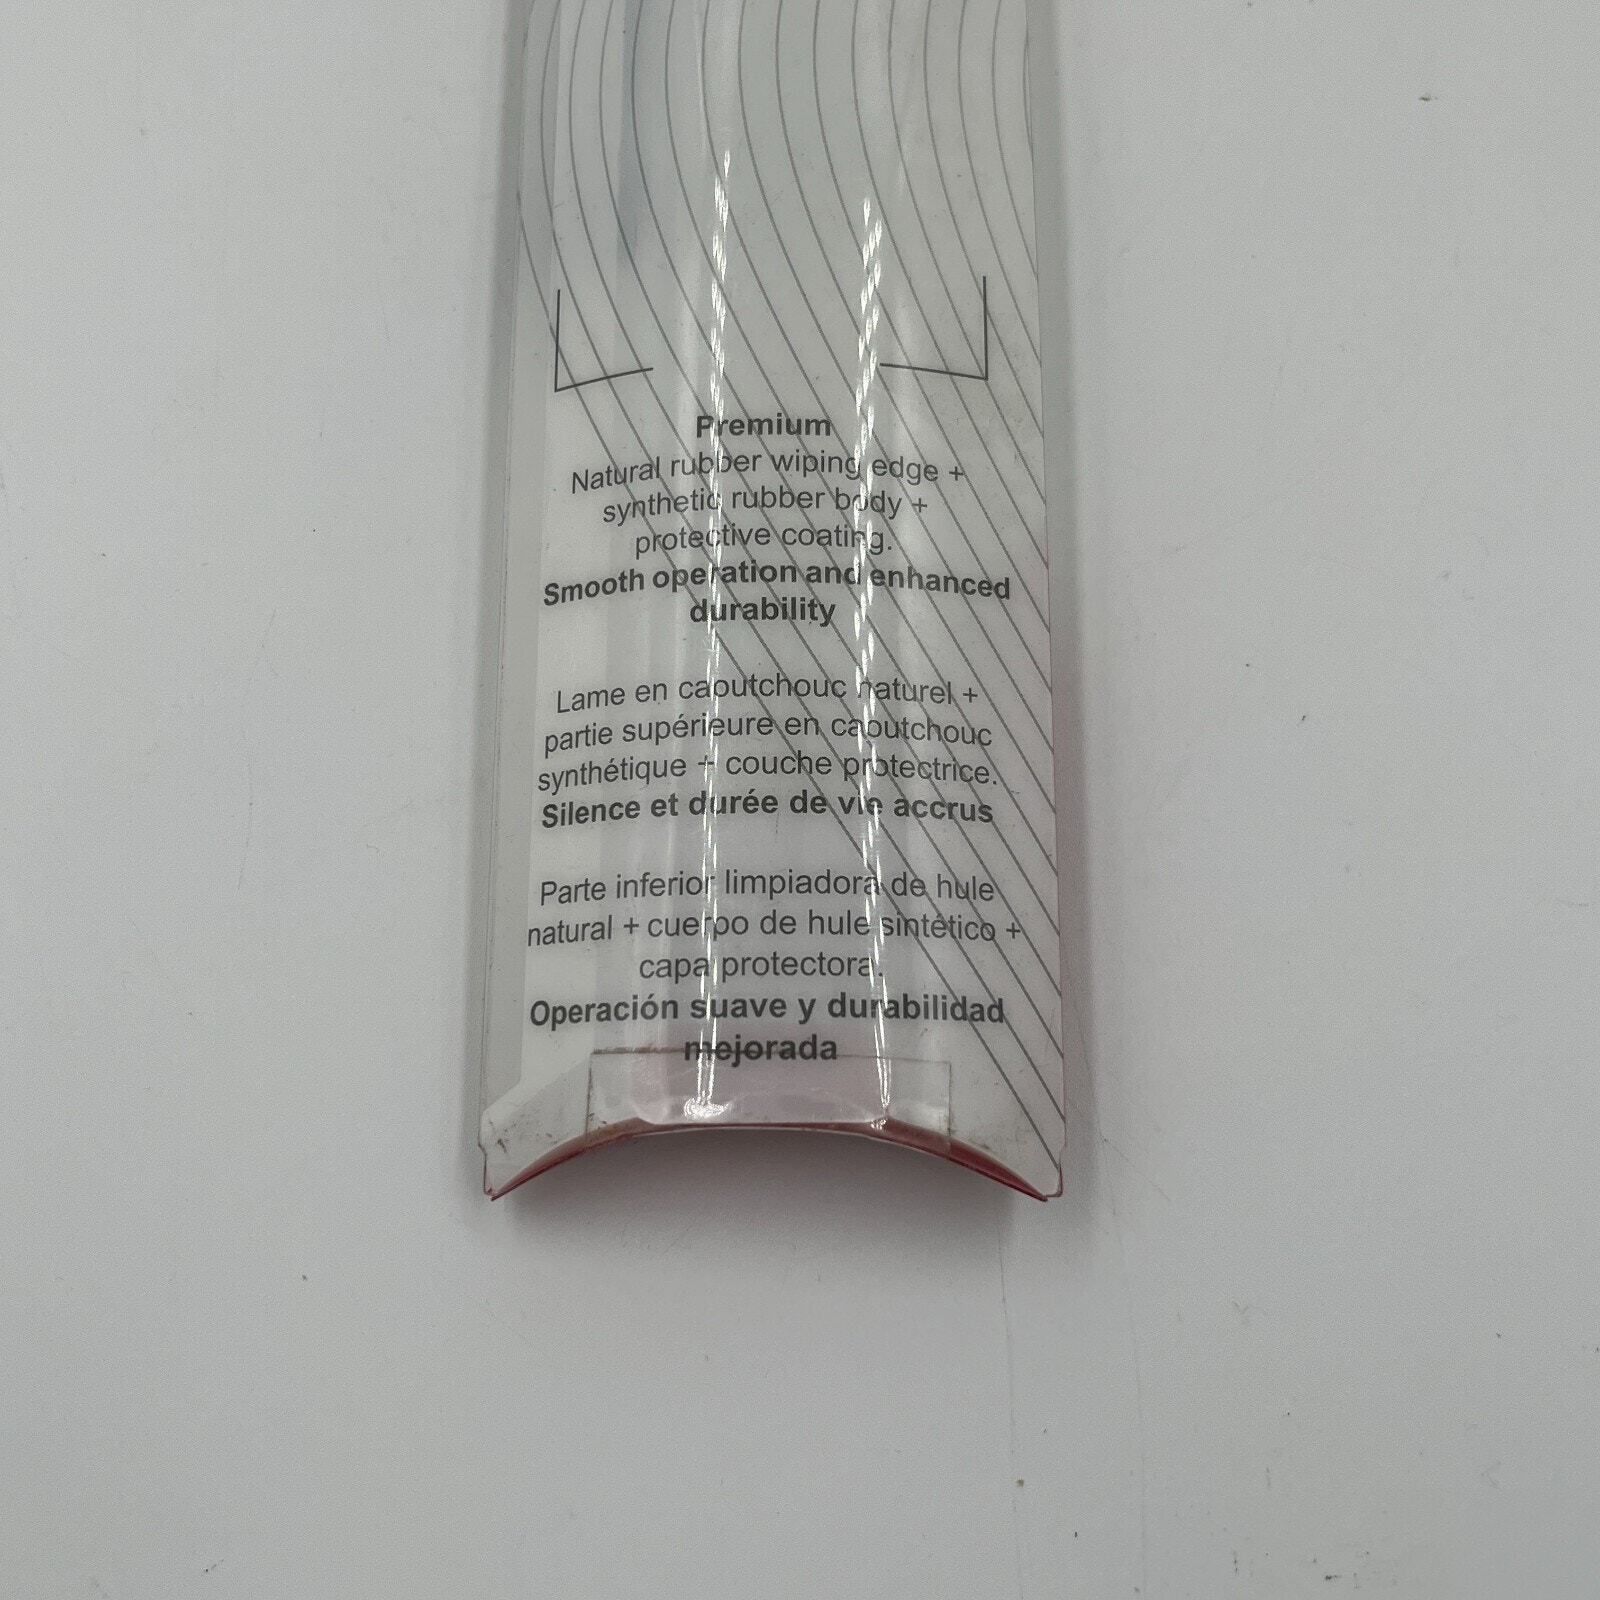 Premium
Natural rubber wiping edge +
synthetic rubber body +
protective coating.
Smooth operation and enhanced
durability
Lame en caoutchouc naturel +
partie supérieure en caoutchouc
synthétique + couche protectrice.
Silence et durée de vie accrus
Parte inferior limpiadora de hule
natural + cuerpo de hule sintético +
capa protectora.
Operación suave y durabilidad
mejorada